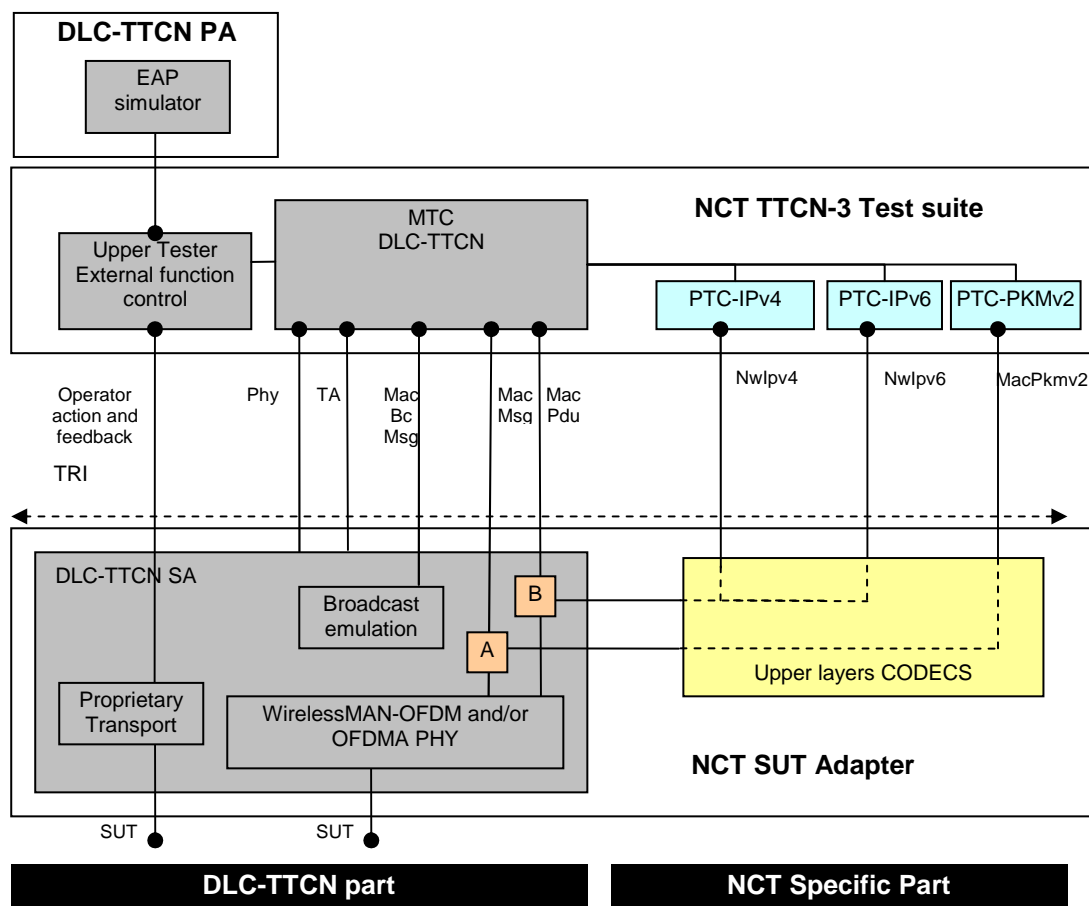 DLC-TTCN PA
EAP
simulator
NCT TTCN-3 Test suite
MTC
DLC-TTCN
Upper Tester
External function
control
PTC-IPv4
PTC-IPv6
PTC-PKMv2
Operator
action and
feedback
Phy
TA
Mac
Bc
Msg
Mac
Msg
Mac
Pdu
NwIpv4
NwIpv6
MacPkmv2
TRI
DLC-TTCN SA
Broadcast
emulation
B
A
Upper layers CODECS
Proprietary
Transport
WirelessMAN-OFDM and/or
OFDMA PHY
NCT SUT Adapter
SUT
SUT
DLC-TTCN part
NCT Specific Part